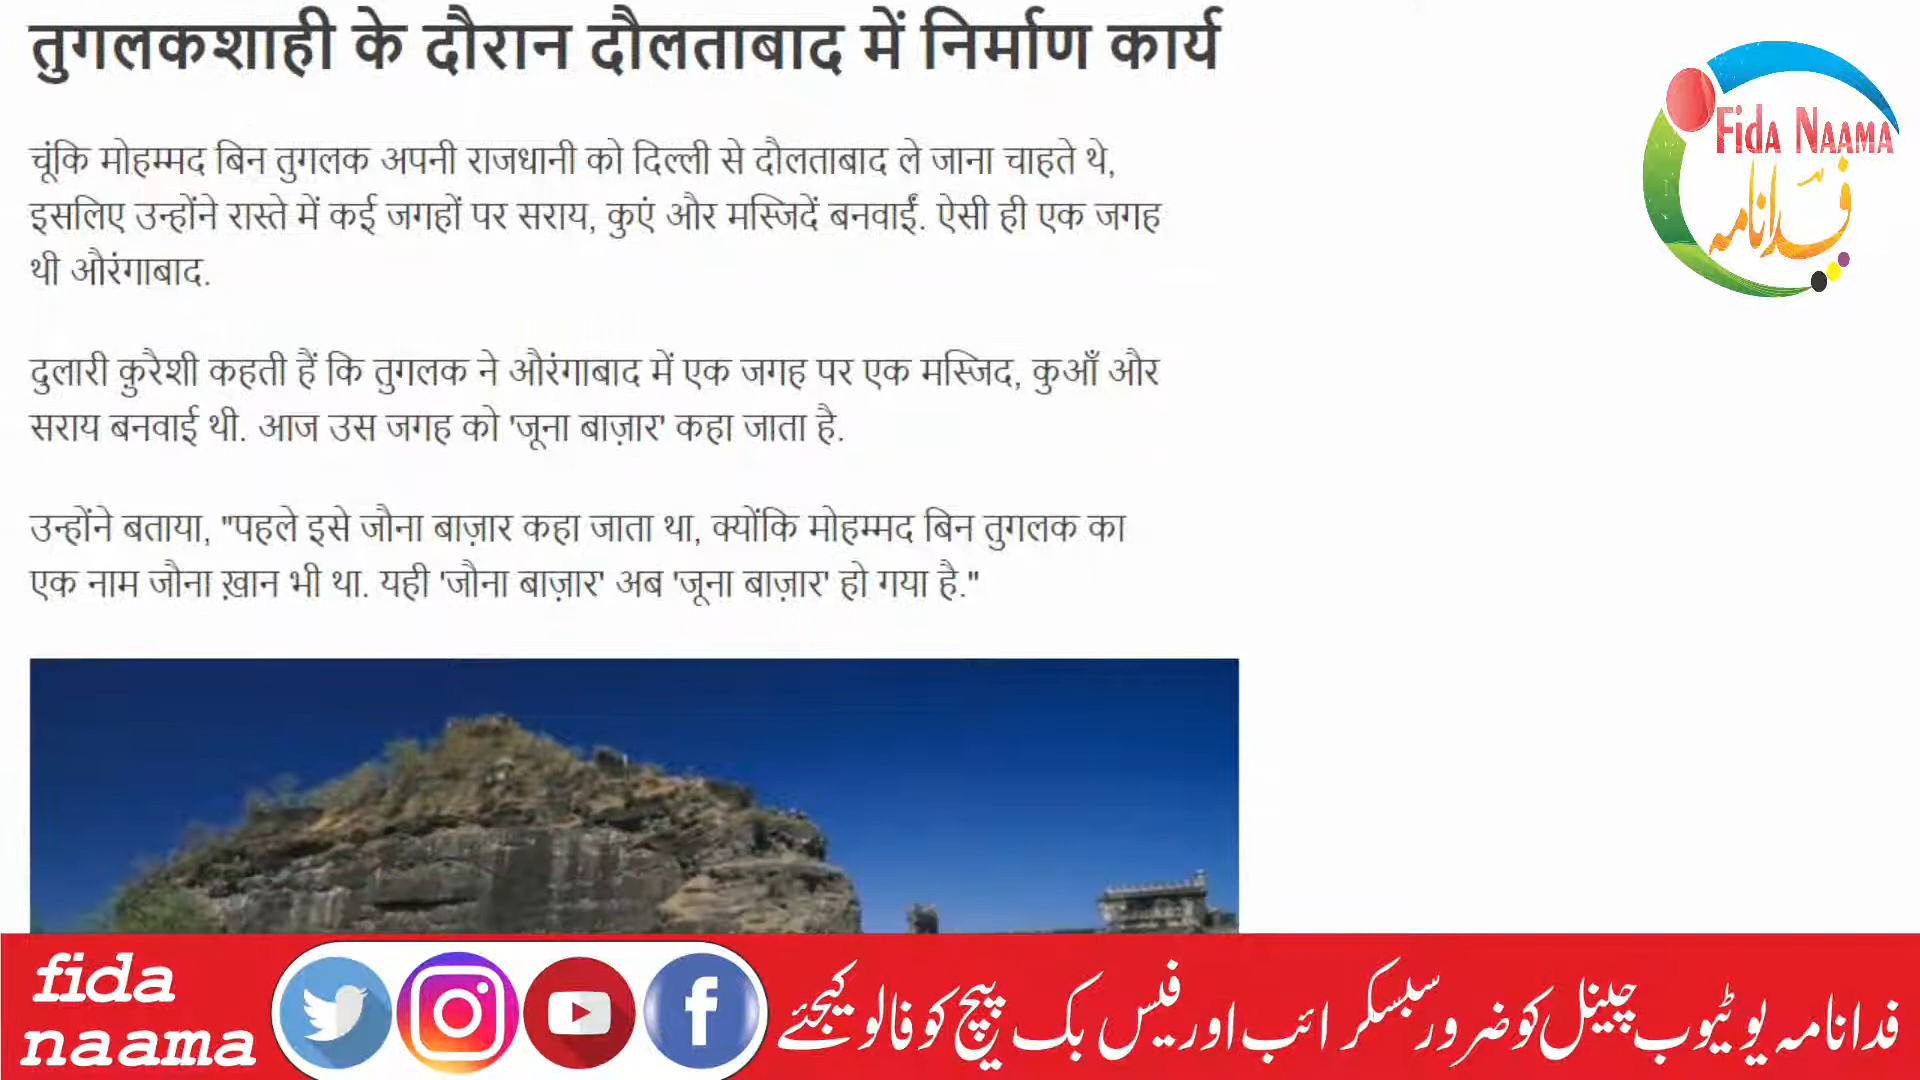 तुगलकशाही के दौरान दौलताबाद में निर्माण कार्य
चूंकि मोहम्मद बिन तुगलक अपनी राजधानी को दिल्ली से दौलताबाद ले जाना चाहते थे,
इसलिए उन्होंने रास्ते में कई जगहों पर सराय, कुएं और मस्जिदें बनवाईं. ऐसी ही एक जगह
थी औरंगाबाद.
दुलारी क़ुरैशी कहती हैं कि तुगलक ने औरंगाबाद में एक जगह पर एक मस्जिद, कुआँ और
सराय बनवाई थी. आज उस जगह को 'जूना बाज़ार' कहा जाता है.
उन्होंने बताया, "पहले इसे जौना बाज़ार कहा जाता था, क्योंकि मोहम्मद बिन तुगलक का
एक नाम जौना ख़ान भी था. यही 'जौना बाज़ार' अब 'जूना बाज़ार' हो गया है."
Fida Naama
فدانامہ
fida
naama
فدانامہ یوٹیوب چینل کو ضرور سبسکرائب اور فیس بک پیج کو فالو کیجئے